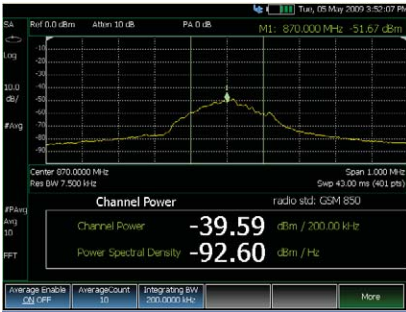 Tue, 05 May 2009 3:52:07 PM
SA Ref 0.0 dBm Atten 10 dB PA 0 dB M1: 870.000 MHz -51.67 dBm
Log
-10
-20
-30
10.0
dB/
-40
-50
#Avg
-60
-70
-80
-90
Center 870.0000 MHz Span 1.000 MHz
Res BW 7.500 kHz Swp 43.00 ms (401 pts)
Channel Power radio std: GSM 850
#PAvg
Avg
10
FFT
Channel Power -39.59 dBm / 200.00 kHz
Power Spectral Density -92.60 dBm / Hz
Average Enable AverageCount Integrating BW More
ON OFF 10 200.0000 kHz